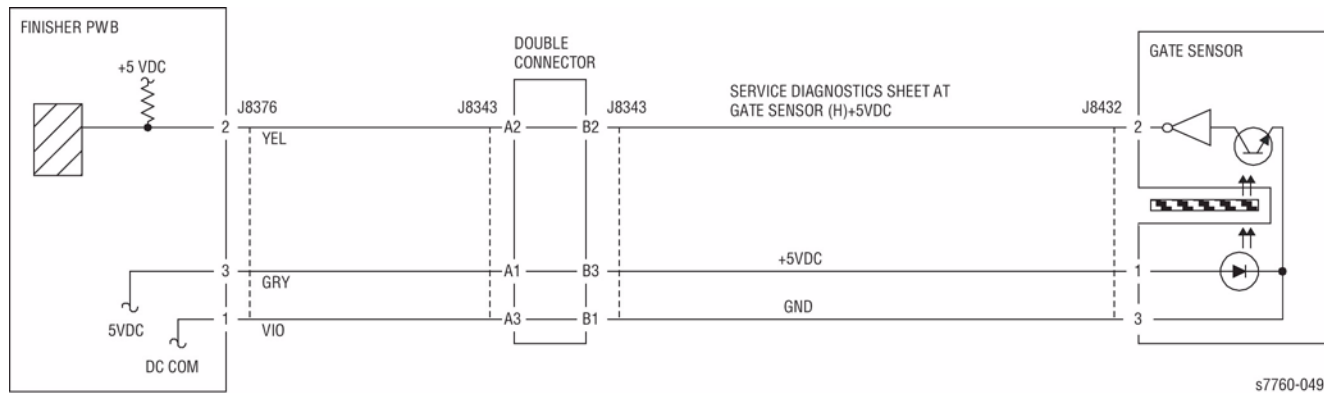 FINISHER PWB
+5 VDC
J8376
2
YEL
3
GRY
5VDC
1
VIO
DC COM
DOUBLE
CONNECTOR
J8343
J8343
A2
B2
A1
B3
A3
B1
SERVICE DIAGNOSTICS SHEET AT
GATE SENSOR (H)+5VDC
+5VDC
GND
GATE SENSOR
J8432
2
1
3
s7760-049